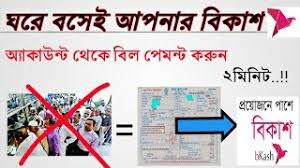 ঘরে বসেই আপনার বিকাশ
অ্যাকাউন্ট থেকে বিল পেমেন্ট করুন
২মিনিট..!!
=
প্রয়োজনে পাশে
বিকাশ
bKash